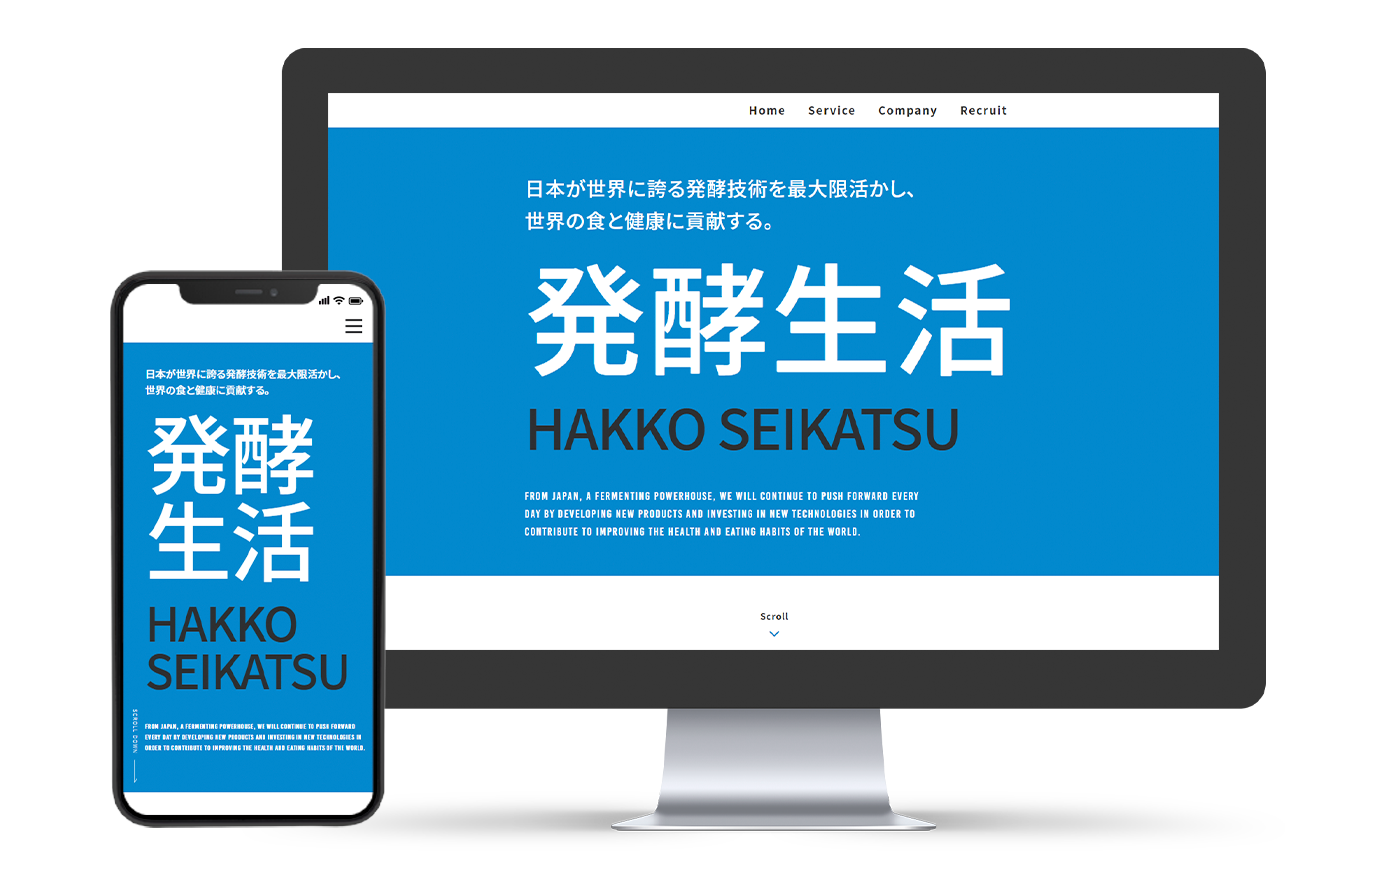 Home Service Company Recruit
日本が世界に誇る発酵技術を最大限活かし、
世界の食と健康に貢献する。
発酵生活
HAKKO SEIKATSU
FROM JAPAN, A FERMENTING POWERHOUSE, WE WILL CONTINUE TO PUSH FORWARD EVERY
DAY BY DEVELOPING NEW PRODUCTS AND INVESTING IN NEW TECHNOLOGIES IN ORDER TO
CONTRIBUTE TO IMPROVING THE HEALTH AND EATING HABITS OF THE WORLD.
Scroll
日本が世界に誇る発酵技術を最大限活かし、
世界の食と健康に貢献する。
発酵
生活
HAKKO
SEIKATSU
SCROLL DOWN
FROM JAPAN, A FERMENTING POWERHOUSE, WE WILL CONTINUE TO PUSH FORWARD
EVERY DAY BY DEVELOPING NEW PRODUCTS AND INVESTING IN NEW TECHNOLOGIES IN
ORDER TO CONTRIBUTE TO IMPROVING THE HEALTH AND EATING HABITS OF THE WORLD.